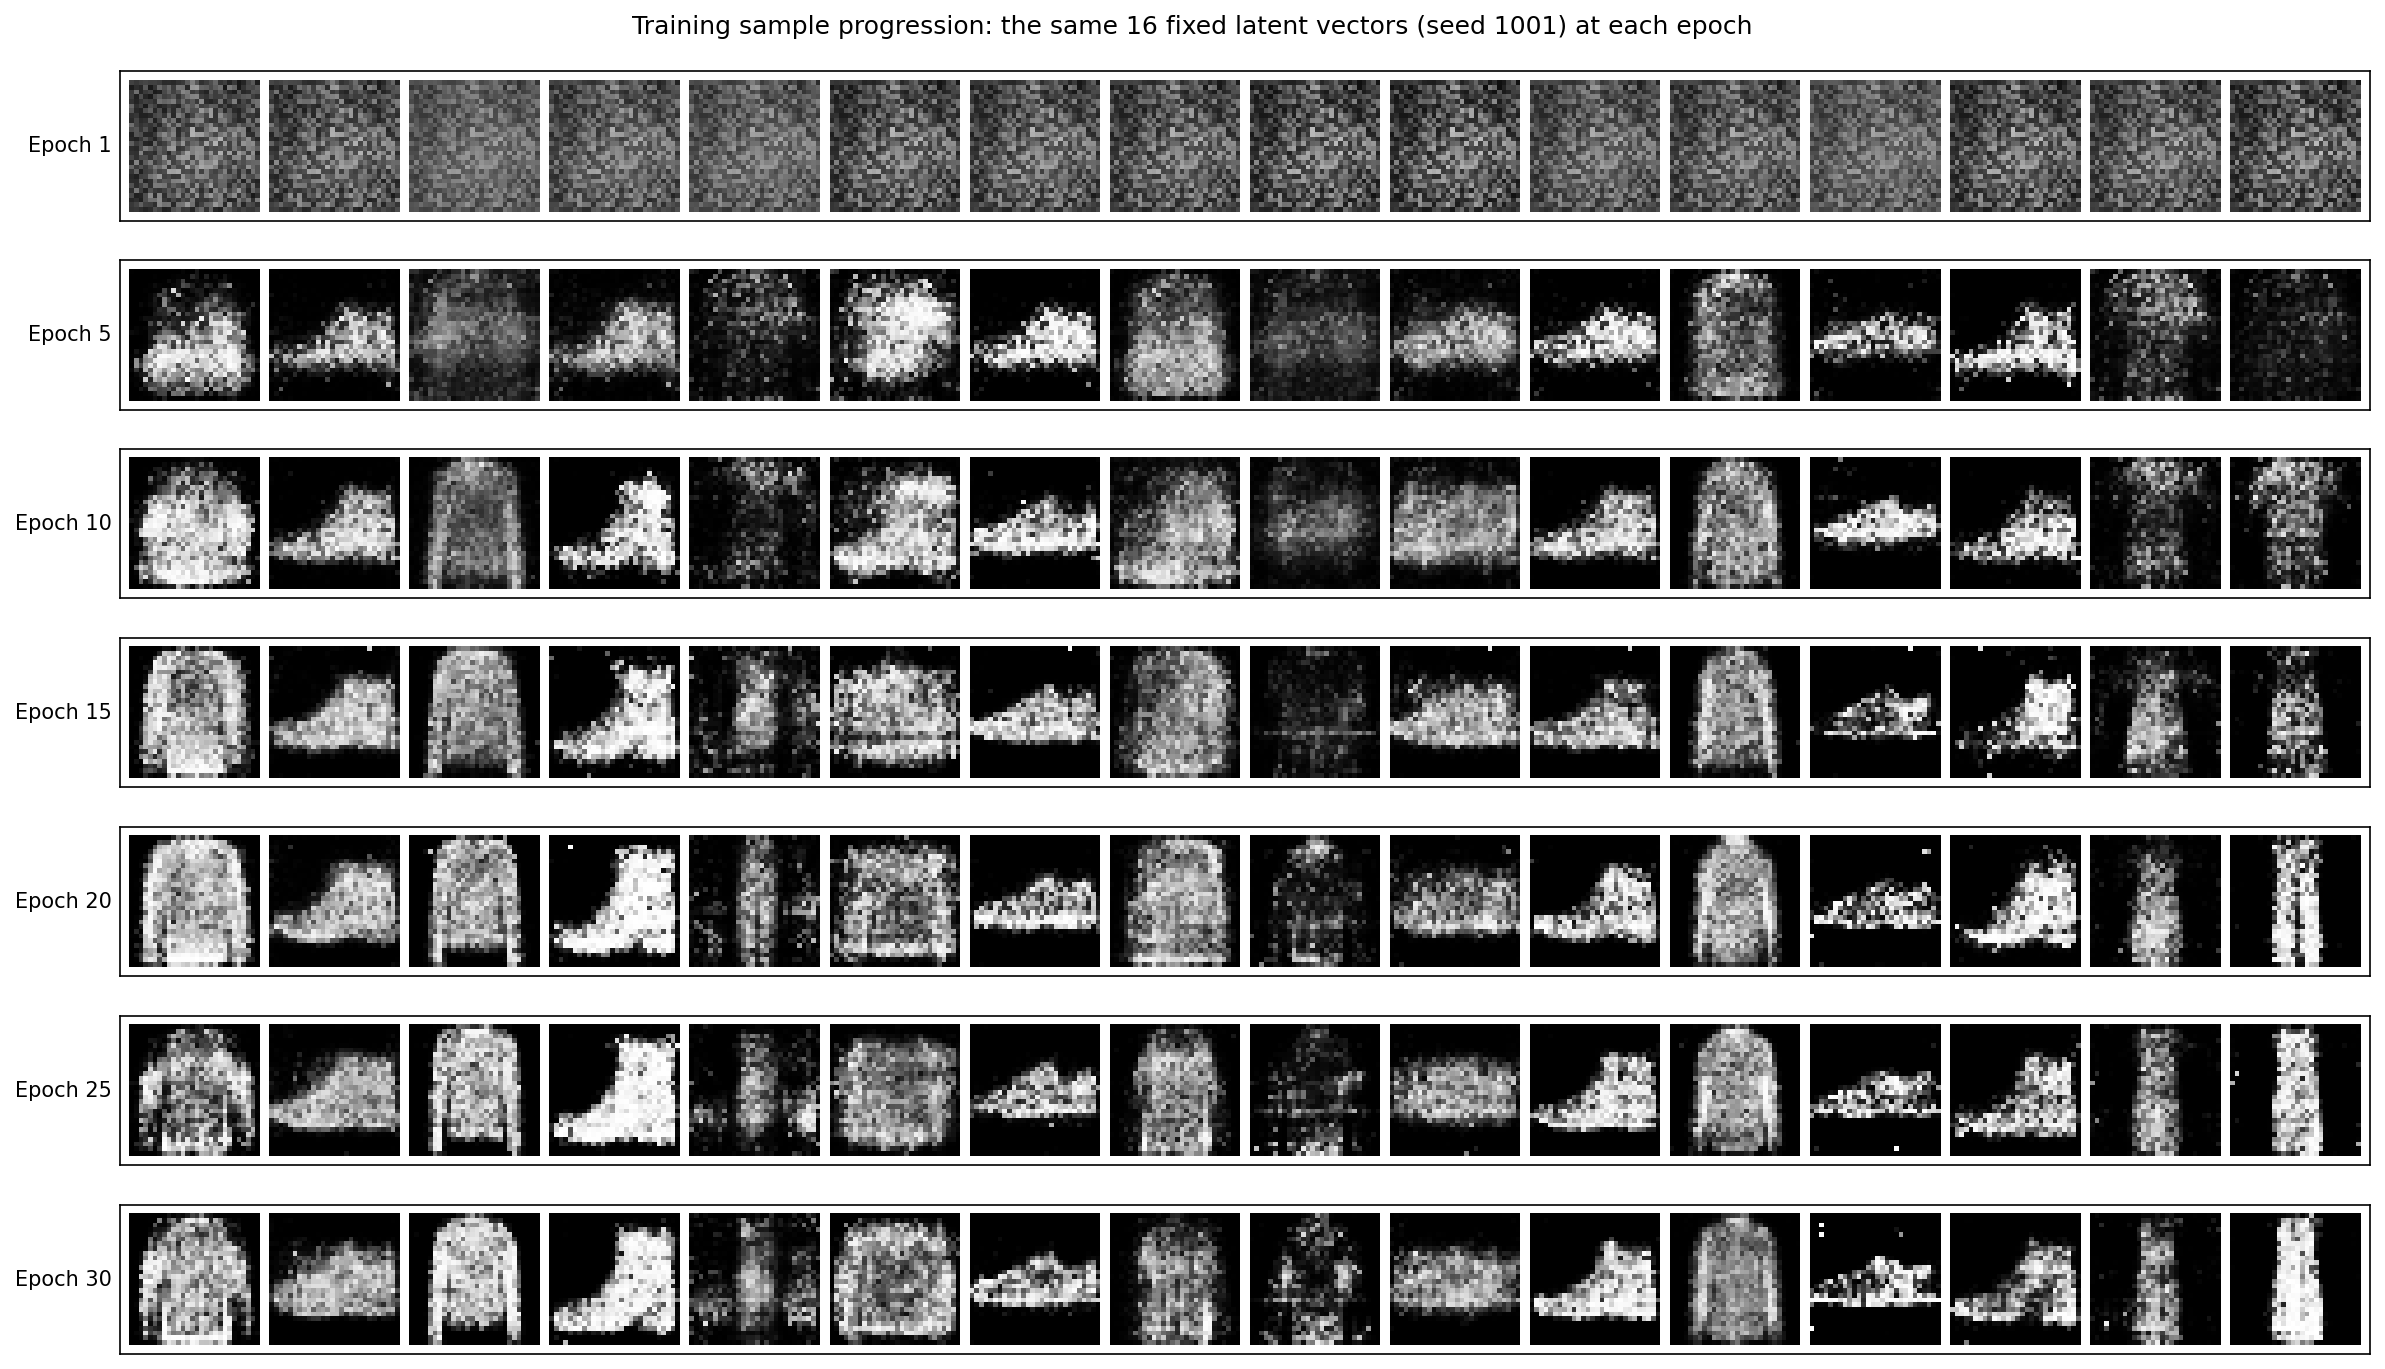 Training sample progression: the same 16 fixed latent vectors (seed 1001) at each epoch
Epoch 1
Epoch 5
Epoch 10
Epoch 15
Epoch 20
Epoch 25
Epoch 30